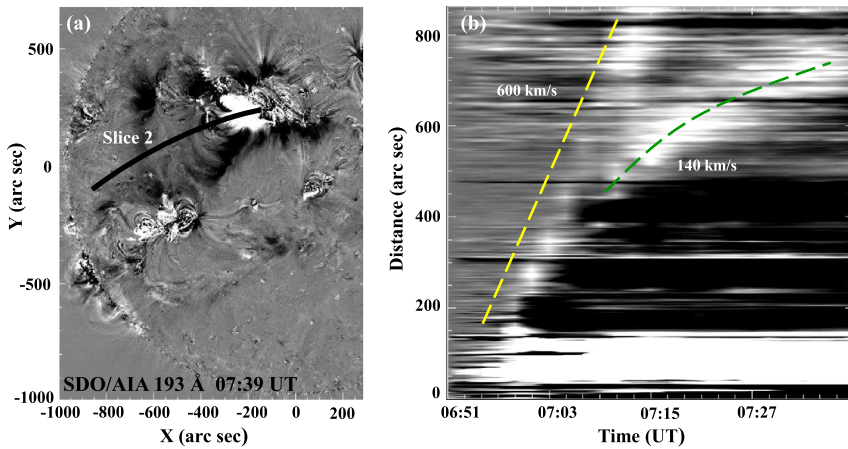 (a)
500
0
-500
-1000
Y (arc sec)
Slice 2
SDO/AIA 193 Å 07:39 UT
-1000 -800 -600 -400 -200 0 200
X (arc sec)
(b)
800
600
400
200
0
Distance (arc sec)
600 km/s
140 km/s
06:51 07:03 07:15 07:27
Time (UT)